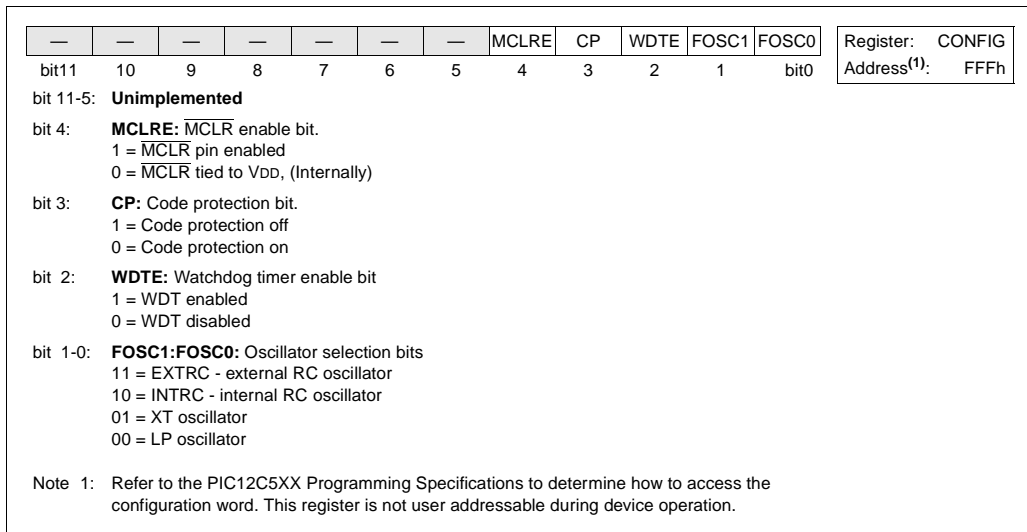 — — — — — — — MCLRE CP WDTE FOSC1 FOSC0 Register: CONFIG
bit11 10 9 8 7 6 5 4 3 2 1 bit0 Address(1): FFFh
bit 11-5: Unimplemented
bit 4: MCLRE: MCLR enable bit.
1 = MCLR pin enabled
0 = MCLR tied to VDD, (Internally)
bit 3: CP: Code protection bit.
1 = Code protection off
0 = Code protection on
bit 2: WDTE: Watchdog timer enable bit
1 = WDT enabled
0 = WDT disabled
bit 1-0: FOSC1:FOSC0: Oscillator selection bits
11 = EXTRC - external RC oscillator
10 = INTRC - internal RC oscillator
01 = XT oscillator
00 = LP oscillator
Note 1: Refer to the PIC12C5XX Programming Specifications to determine how to access the
configuration word. This register is not user addressable during device operation.